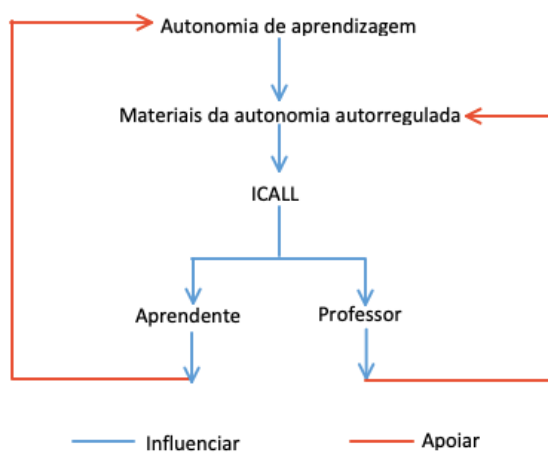 Autonomia de aprendizagem
Materiais da autonomia autorregulada
ICALL
Aprendente
Professor
Influenciar
Apoiar